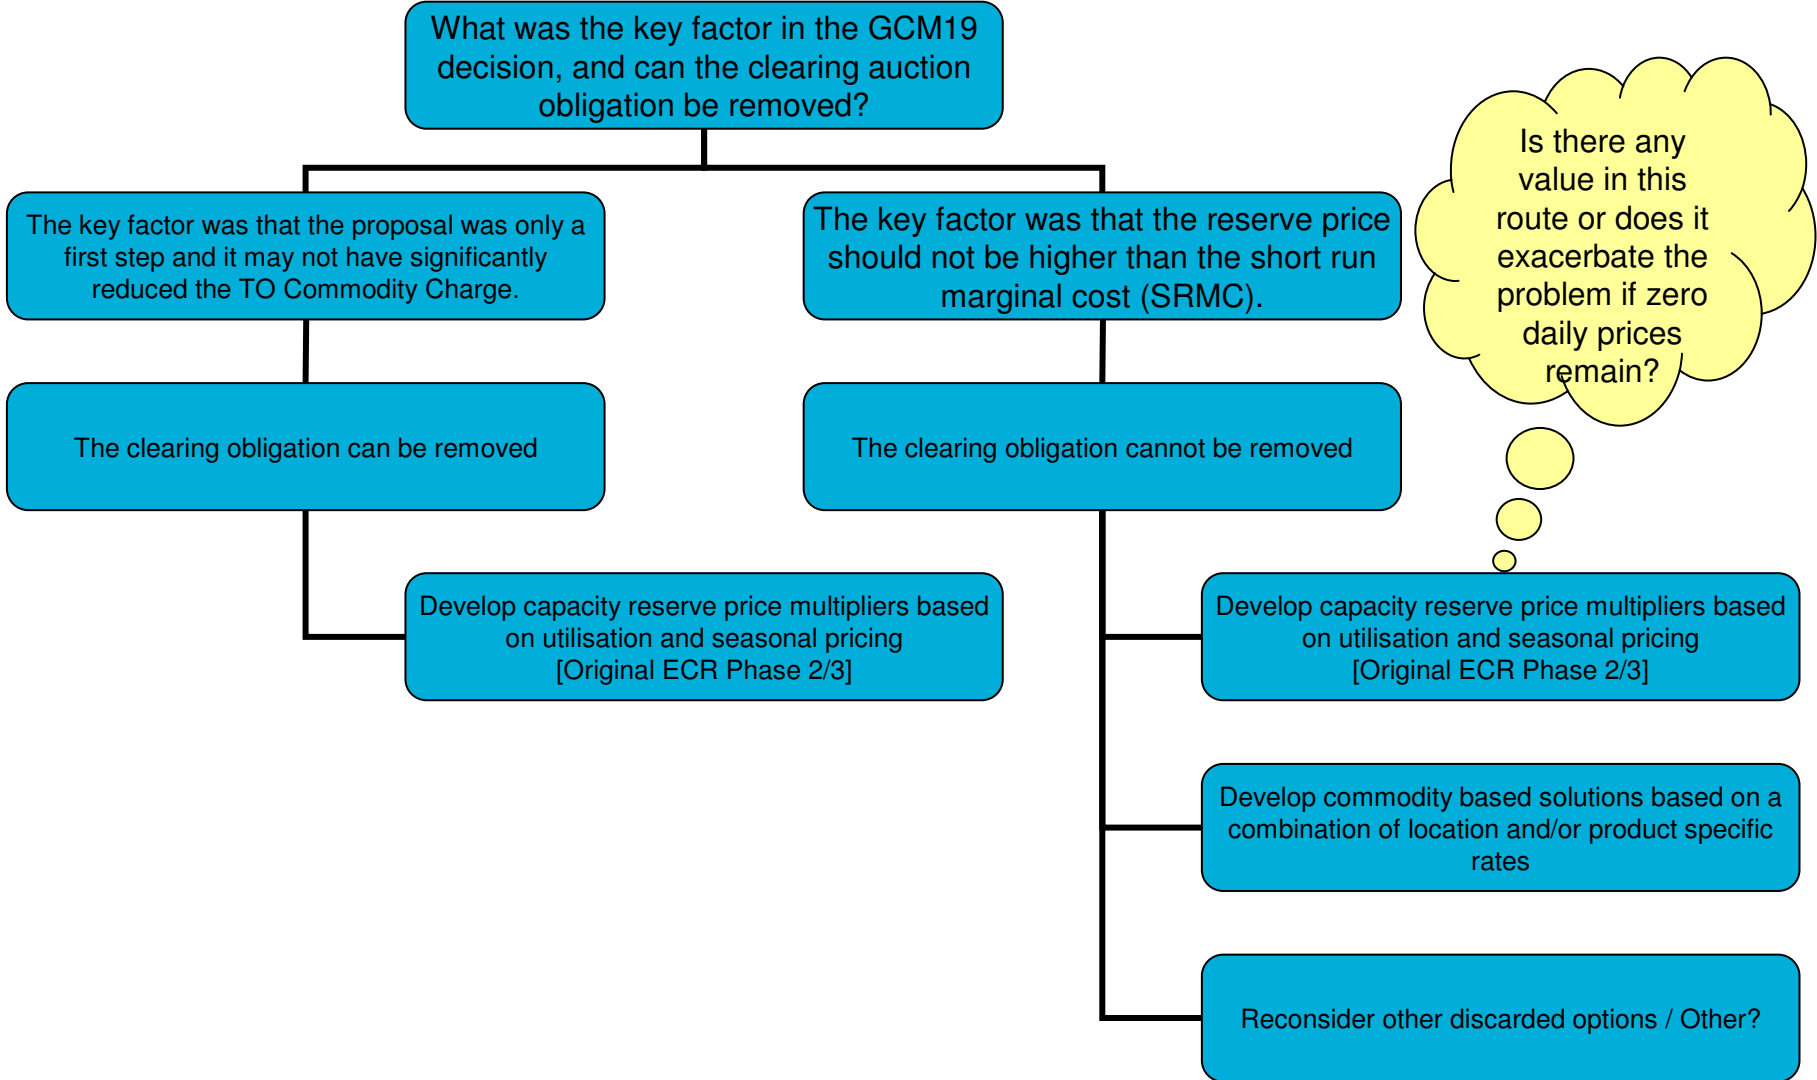 What was the key factor in the GCM19
decision, and can the clearing auction
obligation be removed?
Is there any
value in this
route or does it
exacerbate the
problem if zero
daily prices
remain?
The key factor was that the proposal was only a
first step and it may not have significantly
reduced the TO Commodity Charge.
The key factor was that the reserve price
should not be higher than the short run
marginal cost (SRMC).
The clearing obligation can be removed
The clearing obligation cannot be removed
Develop capacity reserve price multipliers based
on utilisation and seasonal pricing
[Original ECR Phase 2/3]
Develop capacity reserve price multipliers based
on utilisation and seasonal pricing
[Original ECR Phase 2/3]
Develop commodity based solutions based on a
combination of location and/or product specific
rates
Reconsider other discarded options / Other?